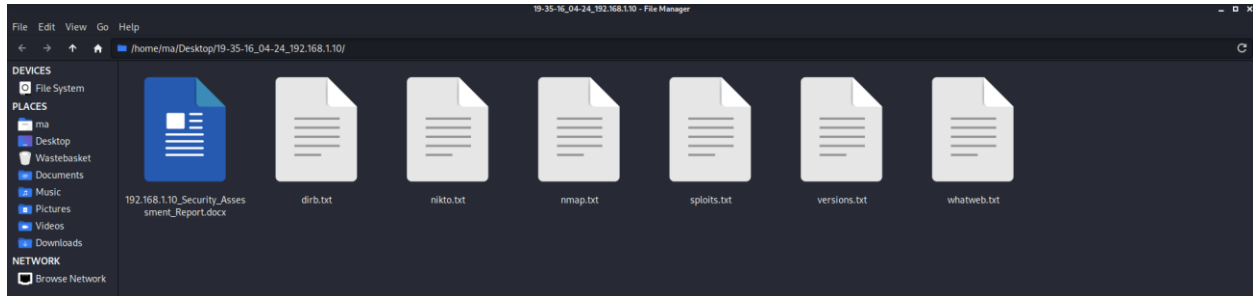 19-35-16_04-24_192.168.1.10 - File Manager
File Edit View Go Help
/home/ma/Desktop/19-35-16_04-24_192.168.1.10/
DEVICES
File System
PLACES
ma
Desktop
Wastebasket
Documents
Music
Pictures
Videos
Downloads
NETWORK
Browse Network
192.168.1.10_Security_Asses
sment_Report.docx
dirb.txt
nikto.txt
nmap.txt
sploits.txt
versions.txt
whatweb.txt